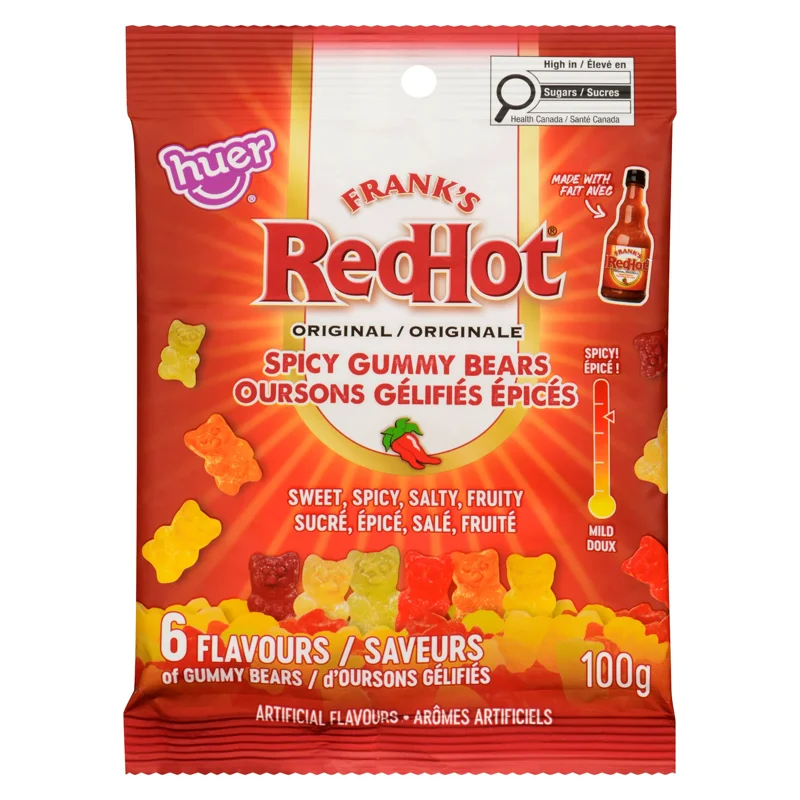 High in / Élevé en
Sugars / Sucres
Health Canada / Santé Canada
huer®
FRANK'S
RedHot®
ORIGINAL / ORIGINALE
SPICY GUMMY BEARS
OURSONS GÉLIFIÉS ÉPICÉS
MADE WITH
FAIT AVEC
FRANK'S
RedHot
SPICY!
ÉPICÉ !
MILD
DOUX
SWEET, SPICY, SALTY, FRUITY
SUCRÉ, ÉPICÉ, SALÉ, FRUITÉ
6 FLAVOURS / SAVEURS
of GUMMY BEARS / d'OURSONS GÉLIFIÉS
100g
ARTIFICIAL FLAVOURS • ARÔMES ARTIFICIELS